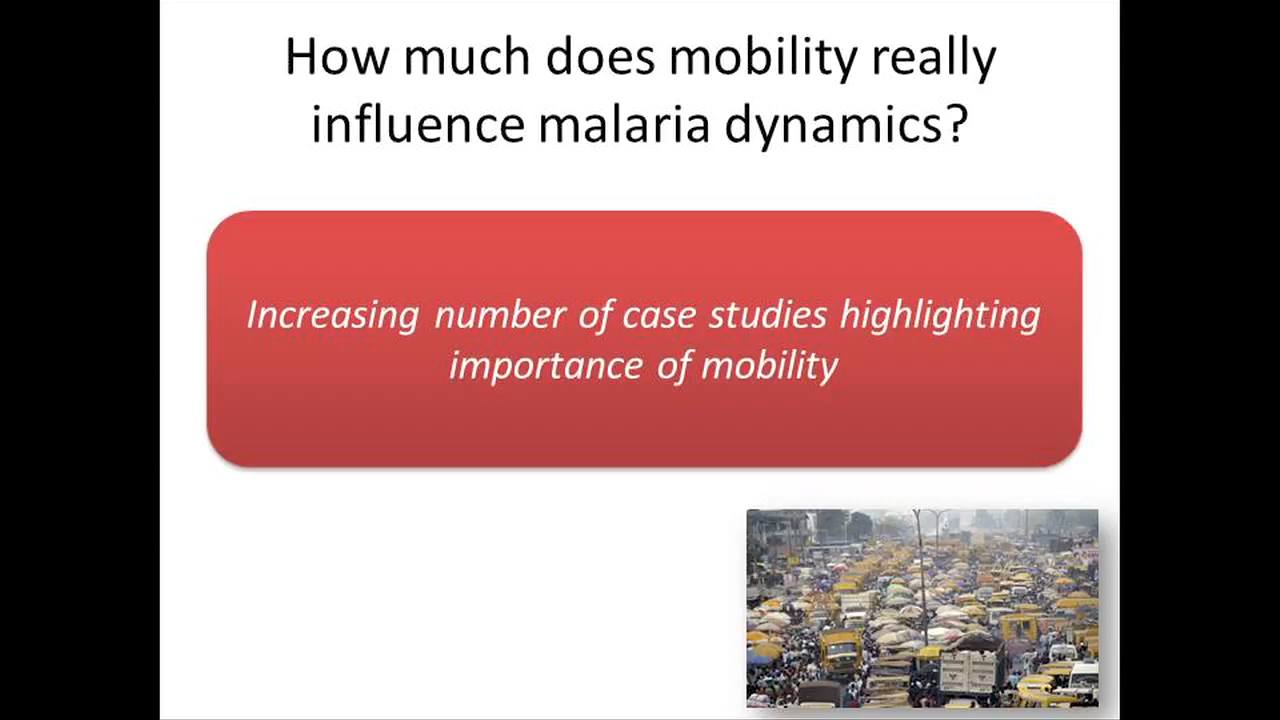 How much does mobility really
influence malaria dynamics?
Increasing number of case studies highlighting
importance of mobility